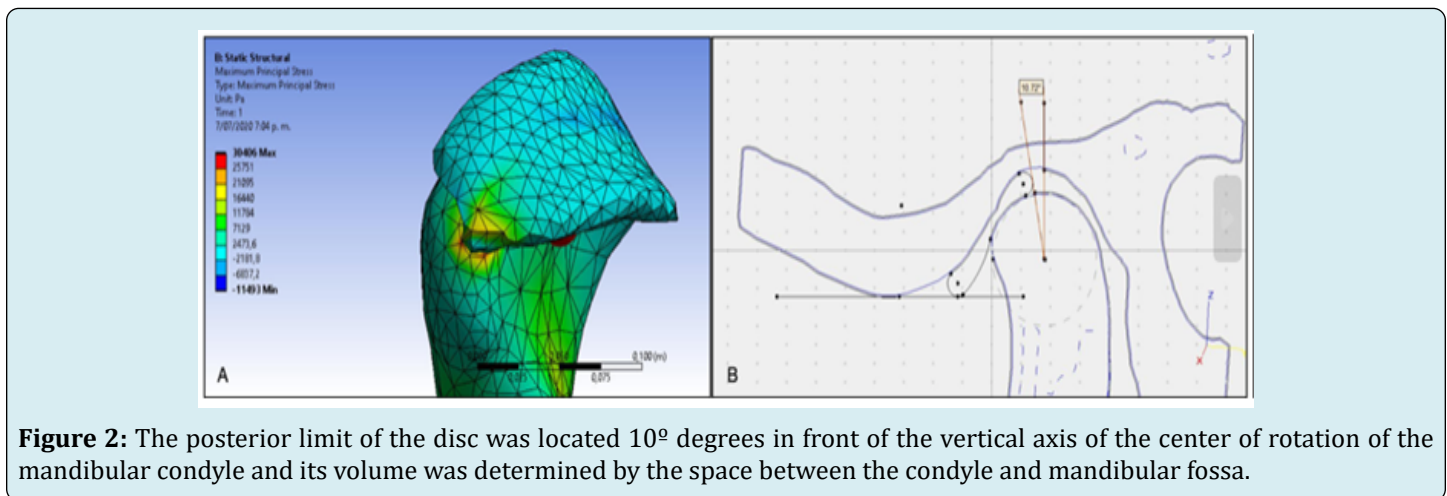 B: Static Structural
Maximum Principal Stress
Type: Maximum Principal Stress
Unit: Pa
Time: 1
7/07/2020 7:04 p. m.
30406 Max
25751
21095
16440
11784
7129
2473,6
-2181,8
-6837,2
-11493 Min
0,100 (m)
0,025
0,075
A
10.72°
Z
X
B
Figure 2: The posterior limit of the disc was located 10º degrees in front of the vertical axis of the center of rotation of the
mandibular condyle and its volume was determined by the space between the condyle and mandibular fossa.